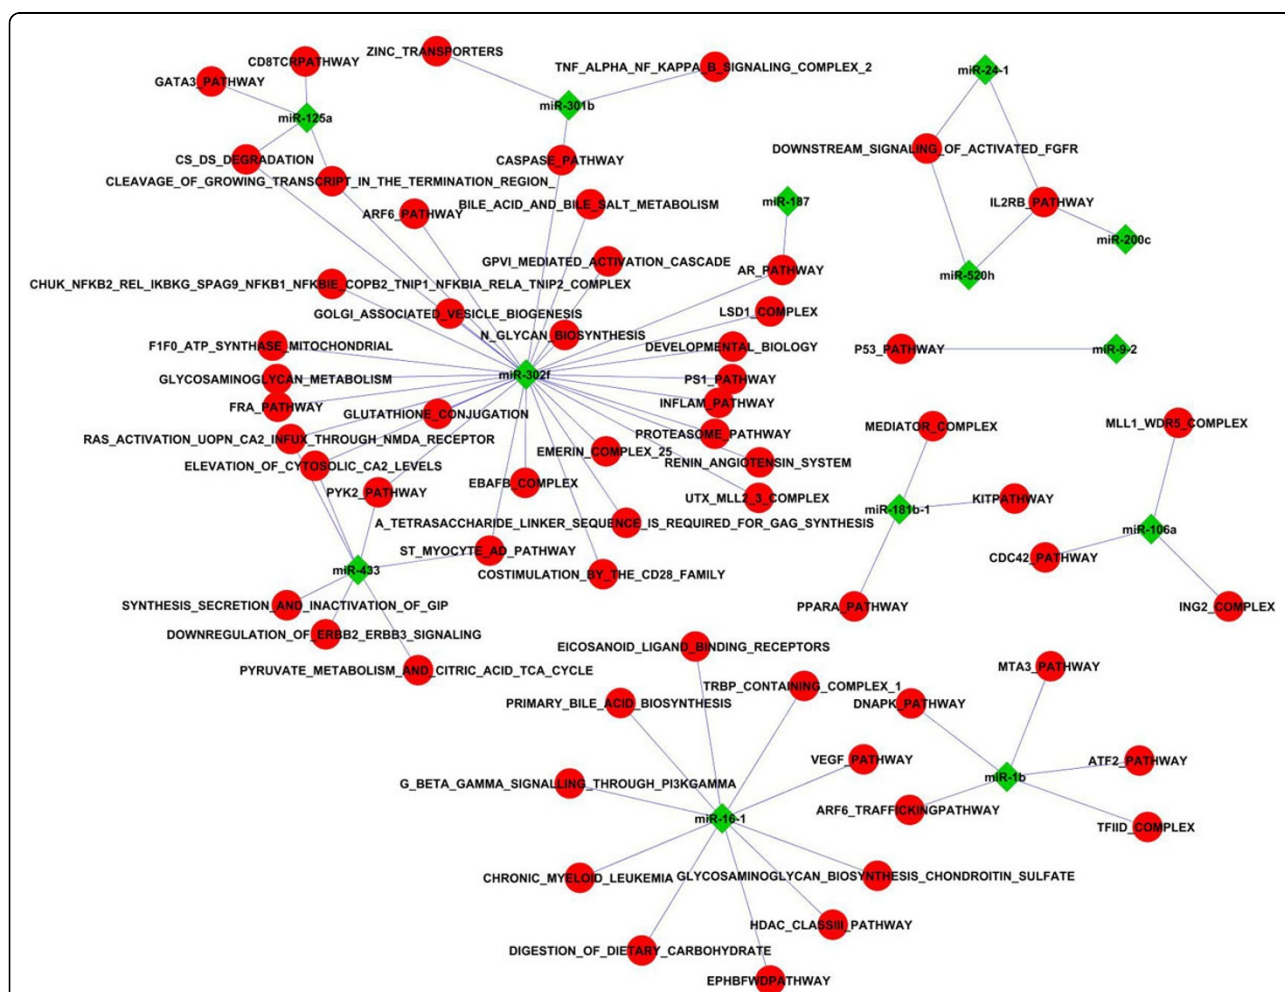 ZINC_TRANSPORTERS
CD8TCRPATHWAY
TNF_ALPHA_NF_KAPPA_B_SIGNALING_COMPLEX_2
miR-24-1
GATA3_PATHWAY
miR-301b
miR-125a
DOWNSTREAM_SIGNALING_OF_ACTIVATED_FGFR
CS_DS_DEGRADATION
CASPASE_PATHWAY
CLEAVAGE_OF_GROWING_TRANSCRIPT_IN_THE_TERMINATION_REGION_
BILE_ACID_AND_BILE_SALT_METABOLISM
miR-187
IL2RB_PATHWAY
ARF6_PATHWAY
miR-200c
GPVI_MEDIATED_ACTIVATION_CASCADE
AR_PATHWAY
miR-520h
CHUK_NFKB2_REL_IKBKG_SPAG9_NFKB1_NFKBIE_COPB2_TNIP1_NFKBIA_RELA_TNIP2_COMPLEX
GOLGI_ASSOCIATED_VESICLE_BIOGENESIS
LSD1_COMPLEX
N_GLYCAN_BIOSYNTHESIS
F1F0_ATP_SYNTHASE_MITOCHONDRIAL
DEVELOPMENTAL_BIOLOGY
P53_PATHWAY
miR-9-2
miR-302f
GLYCOSAMINOGLYCAN_METABOLISM
PS1_PATHWAY
FRA_PATHWAY
INFLAM_PATHWAY
GLUTATHIONE_CONJUGATION
MEDIATOR_COMPLEX
MLL1_WDR5_COMPLEX
RAS_ACTIVATION_UOPN_CA2_INFUX_THROUGH_NMDA_RECEPTOR
PROTEASOME_PATHWAY
EMERIN_COMPLEX_25
ELEVATION_OF_CYTOSOLIC_CA2_LEVELS
RENIN_ANGIOTENSIN_SYSTEM
EBAFB_COMPLEX
PYK2_PATHWAY
UTX_MLL2_3_COMPLEX
KITPATHWAY
miR-181b-1
A_TETRASACCHARIDE_LINKER_SEQUENCE_IS_REQUIRED_FOR_GAG_SYNTHESIS
miR-106a
ST_MYOCYTE_AD_PATHWAY
CDC42_PATHWAY
miR-433
COSTIMULATION_BY_THE_CD28_FAMILY
SYNTHESIS_SECRETION_AND_INACTIVATION_OF_GIP
PPARA_PATHWAY
ING2_COMPLEX
DOWNREGULATION_OF_ERBB2_ERBB3_SIGNALING
EICOSANOID_LIGAND_BINDING_RECEPTORS
PYRUVATE_METABOLISM_AND_CITRIC_ACID_TCA_CYCLE
MTA3_PATHWAY
TRBP_CONTAINING_COMPLEX_1
PRIMARY_BILE_ACID_BIOSYNTHESIS
DNAPK_PATHWAY
VEGF_PATHWAY
ATF2_PATHWAY
G_BETA_GAMMA_SIGNALLING_THROUGH_PI3KGAMMA
miR-1b
ARF6_TRAFFICKINGPATHWAY
miR-16-1
TFIID_COMPLEX
CHRONIC_MYELOID_LEUKEMIA
GLYCOSAMINOGLYCAN_BIOSYNTHESIS_CHONDROITIN_SULFATE
HDAC_CLASSIII_PATHWAY
DIGESTION_OF_DIETARY_CARBOHYDRATE
EPHBFWDPATHWAY